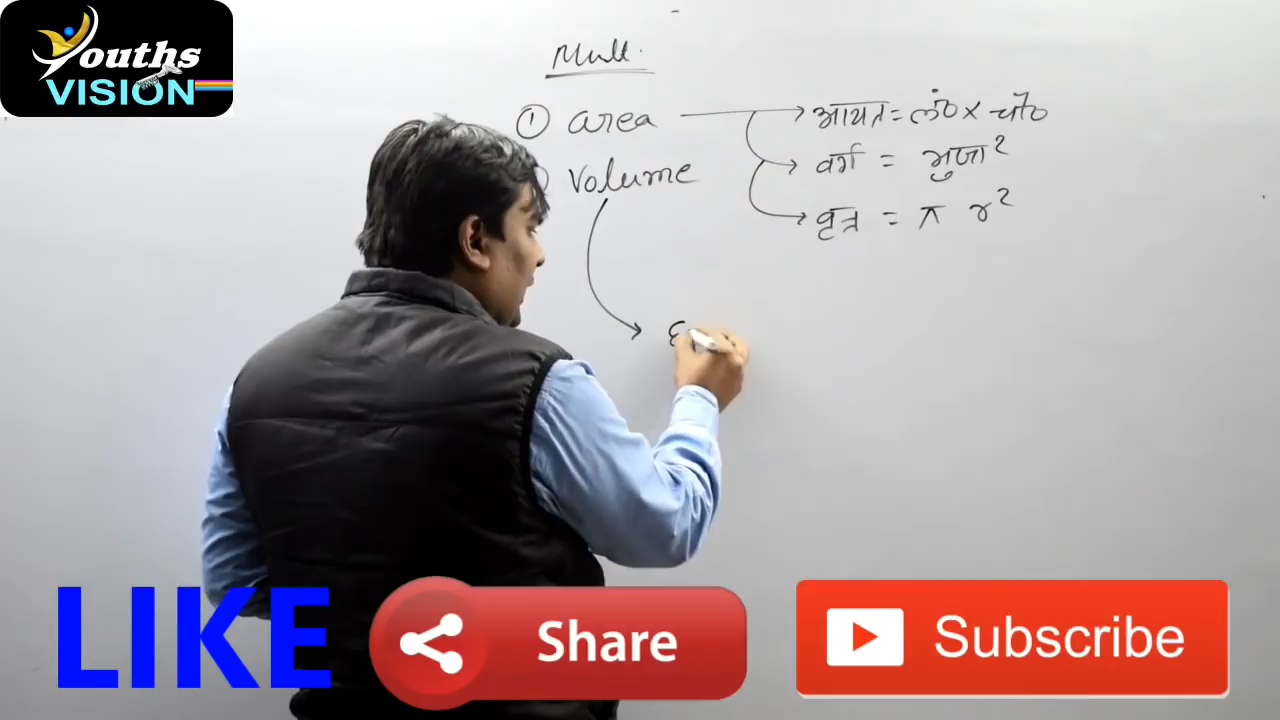 Youths
VISION
Mult.
① area → आयत = लं० × चौ०
volume वर्ग = भुजा²
वृत्त = π r²
LIKE Share Subscribe